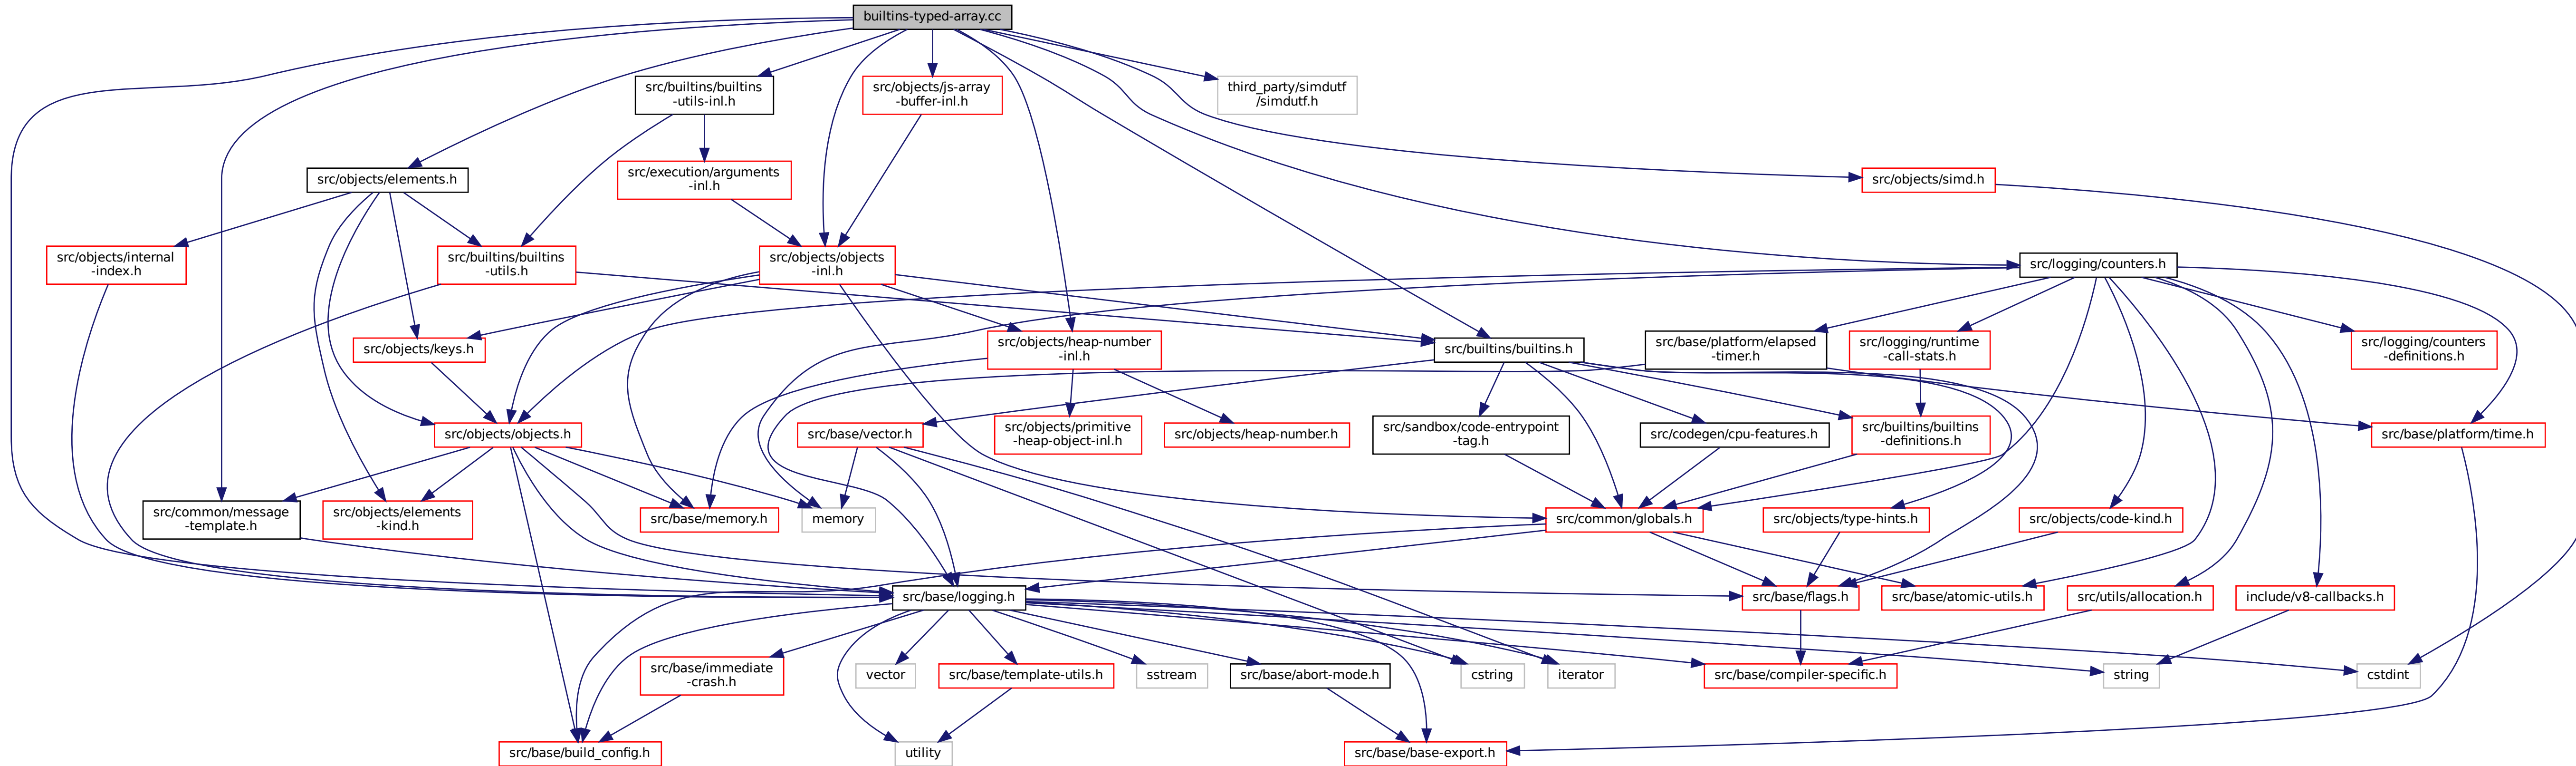 builtins-typed-array.cc
src/builtins/builtins
-utils-inl.h
src/objects/js-array
-buffer-inl.h
third_party/simdutf
/simdutf.h
src/objects/elements.h
src/execution/arguments
-inl.h
src/objects/simd.h
src/objects/internal
-index.h
src/builtins/builtins
-utils.h
src/objects/objects
-inl.h
src/logging/counters.h
src/objects/keys.h
src/objects/heap-number
-inl.h
src/builtins/builtins.h
src/base/platform/elapsed
-timer.h
src/logging/runtime
-call-stats.h
src/logging/counters
-definitions.h
src/objects/objects.h
src/base/vector.h
src/objects/primitive
-heap-object-inl.h
src/objects/heap-number.h
src/sandbox/code-entrypoint
-tag.h
src/codegen/cpu-features.h
src/builtins/builtins
-definitions.h
src/base/platform/time.h
src/common/message
-template.h
src/objects/elements
-kind.h
src/base/memory.h
memory
src/common/globals.h
src/objects/type-hints.h
src/objects/code-kind.h
src/base/logging.h
src/base/flags.h
src/base/atomic-utils.h
src/utils/allocation.h
include/v8-callbacks.h
src/base/immediate
-crash.h
vector
src/base/template-utils.h
sstream
src/base/abort-mode.h
cstring
iterator
src/base/compiler-specific.h
string
cstdint
src/base/build_config.h
utility
src/base/base-export.h